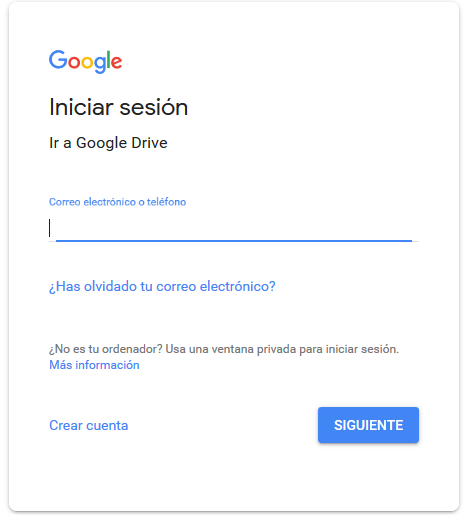 Google
Iniciar sesión
Ir a Google Drive
Correo electrónico o teléfono
¿Has olvidado tu correo electrónico?
¿No es tu ordenador? Usa una ventana privada para iniciar sesión.
Más información
Crear cuenta
SIGUIENTE